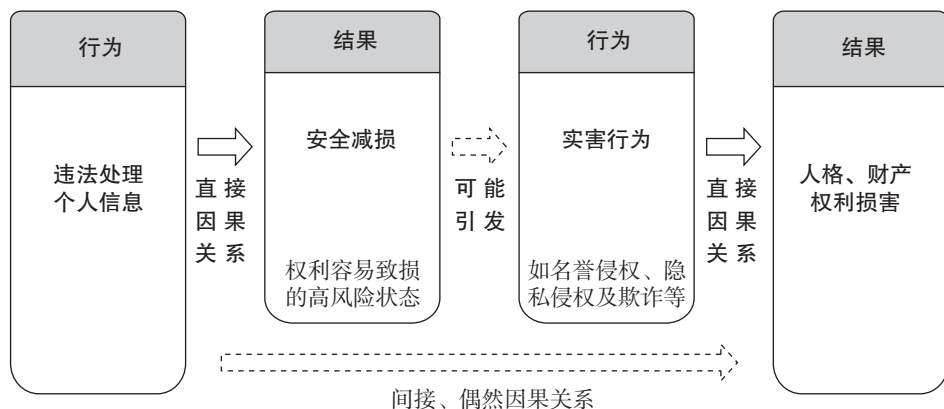 行为
违法处理
个人信息
直接
因果
关系
结果
安全减损
权利容易致损
的高风险状态
可能
引发
行为
实害行为
如名誉侵权、隐
私侵权及欺诈等
直接
因果
关系
结果
人格、财产
权利损害
间接、偶然因果关系